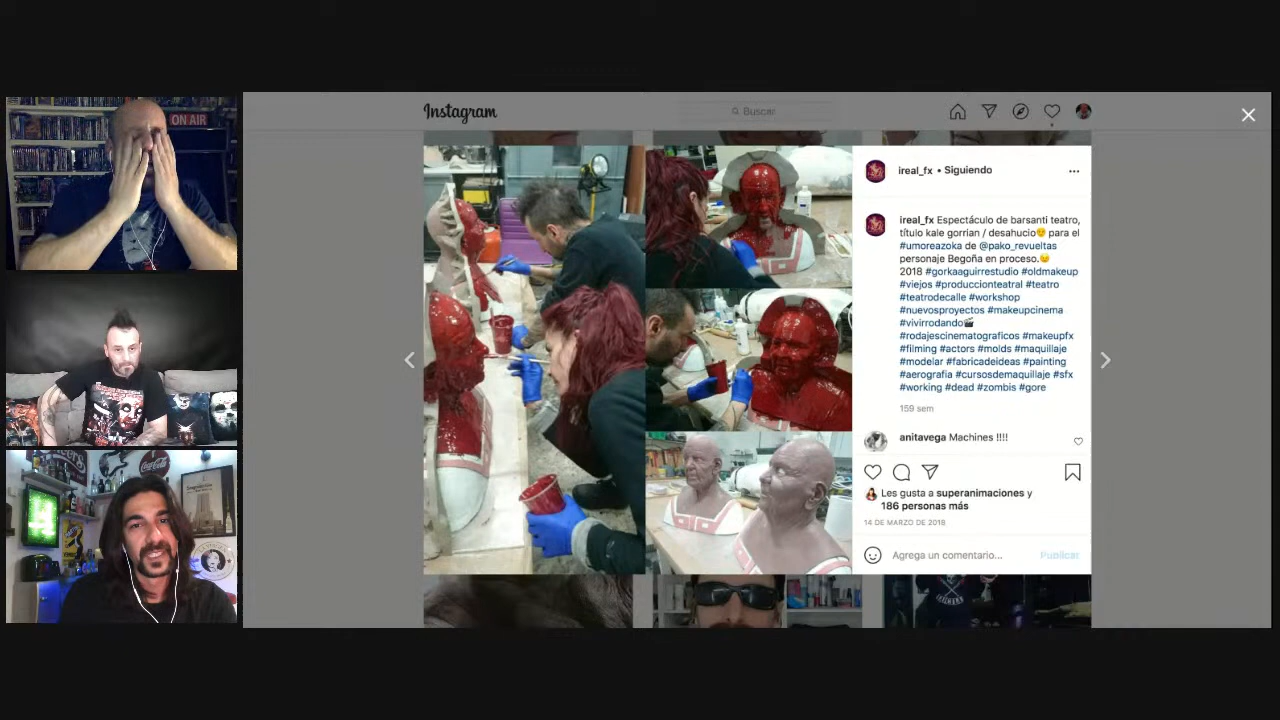 ON AIR
Coca-Cola
Instagram
Buscar
ireal_fx • Siguiendo
ireal_fx Espectáculo de barsanti teatro,
título kale gorrian / desahucio😌 para el
#umoreazoka de @pako_revueltas
personaje Begoña en proceso.😉
2018 #gorkaaguirrestudio #oldmakeup
#viejos #producciónteatral #teatro
#teatrodecalle #workshop
#nuevosproyectos #makeupcinema
#vivirrodando🎬
#rodajescinematograficos #makeupfx
#filming #actors #molds #maquillaje
#modelar #fabricadeideas #painting
#aerografia #cursosdemaquillaje #sfx
#working #dead #zombis #gore
159 sem
anitavega Machines !!!!
Les gusta a superanimaciones y
186 personas más
14 DE MARZO DE 2018
Agrega un comentario...
Publicar